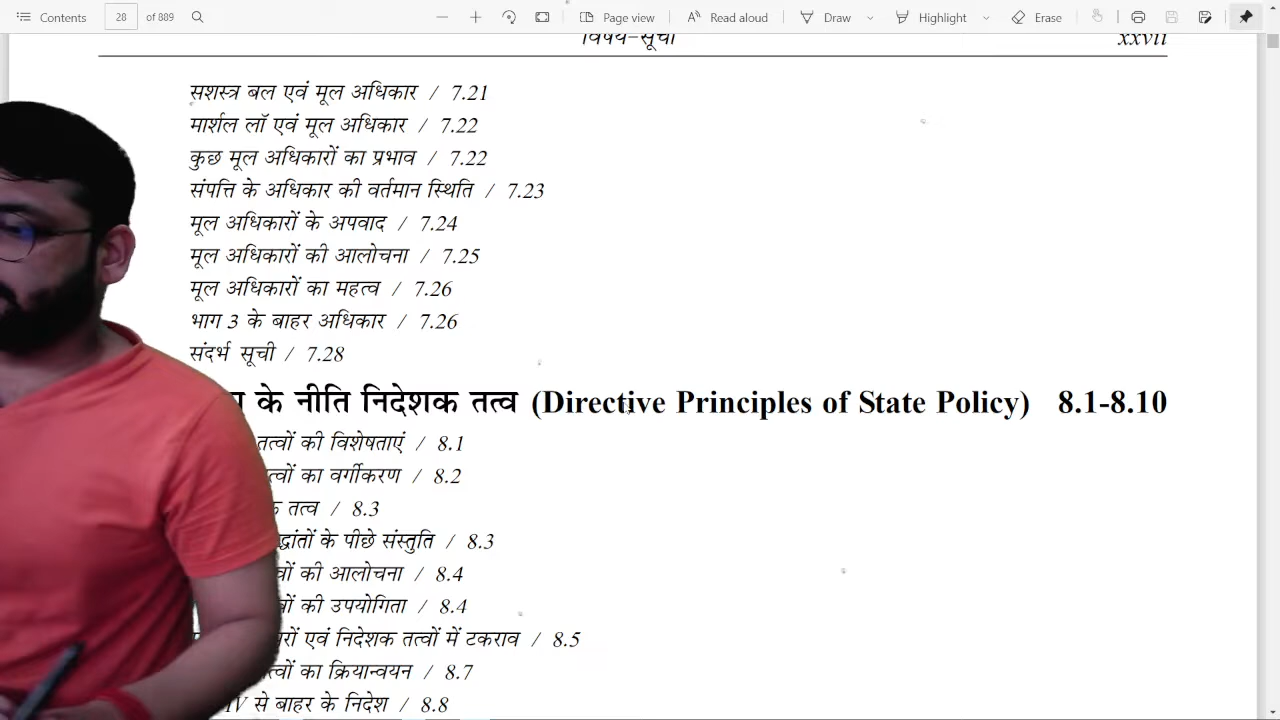 Contents 28 of 889 Page view Read aloud Draw Highlight Erase
विषय-सूची xxvii
सशस्त्र बल एवं मूल अधिकार / 7.21
मार्शल लॉ एवं मूल अधिकार / 7.22
कुछ मूल अधिकारों का प्रभाव / 7.22
संपत्ति के अधिकार की वर्तमान स्थिति / 7.23
मूल अधिकारों के अपवाद / 7.24
मूल अधिकारों की आलोचना / 7.25
मूल अधिकारों का महत्व / 7.26
भाग 3 के बाहर अधिकार / 7.26
संदर्भ सूची / 7.28
के नीति निदेशक तत्व (Directive Principles of State Policy) 8.1-8.10
तत्वों की विशेषताएं / 8.1
का वर्गीकरण / 8.2
तत्व / 8.3
के पीछे संस्तुति / 8.3
की आलोचना / 8.4
की उपयोगिता / 8.4
एवं निदेशक तत्वों में टकराव / 8.5
का क्रियान्वयन / 8.7
IV से बाहर के निदेश / 8.8